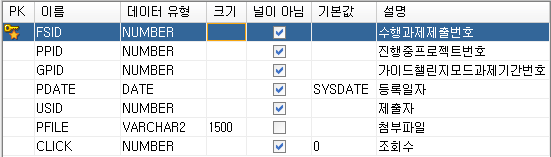 PK 이름 데이터 유형 크기 널이 아님 기본값 설명
FSID NUMBER 수행과제제출번호
PPID NUMBER 진행중프로젝트번호
GPID NUMBER 가이드챌린지모드과제기간번호
PDATE DATE SYSDATE 등록일자
USID NUMBER 제출자
PFILE VARCHAR2 1500 첨부파일
CLICK NUMBER 0 조회수